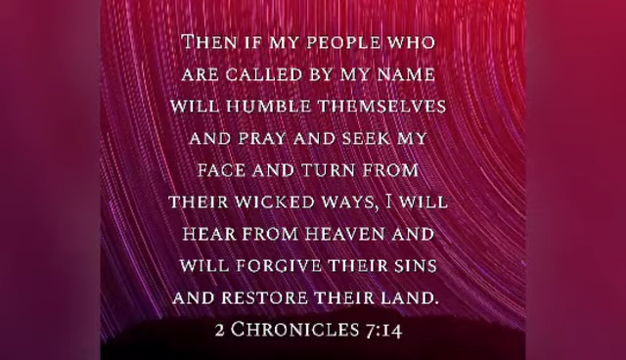 Then if my people who
are called by my name
will humble themselves
and pray and seek my
face and turn from
their wicked ways, I will
hear from heaven and
will forgive their sins
and restore their land.
2 Chronicles 7:14